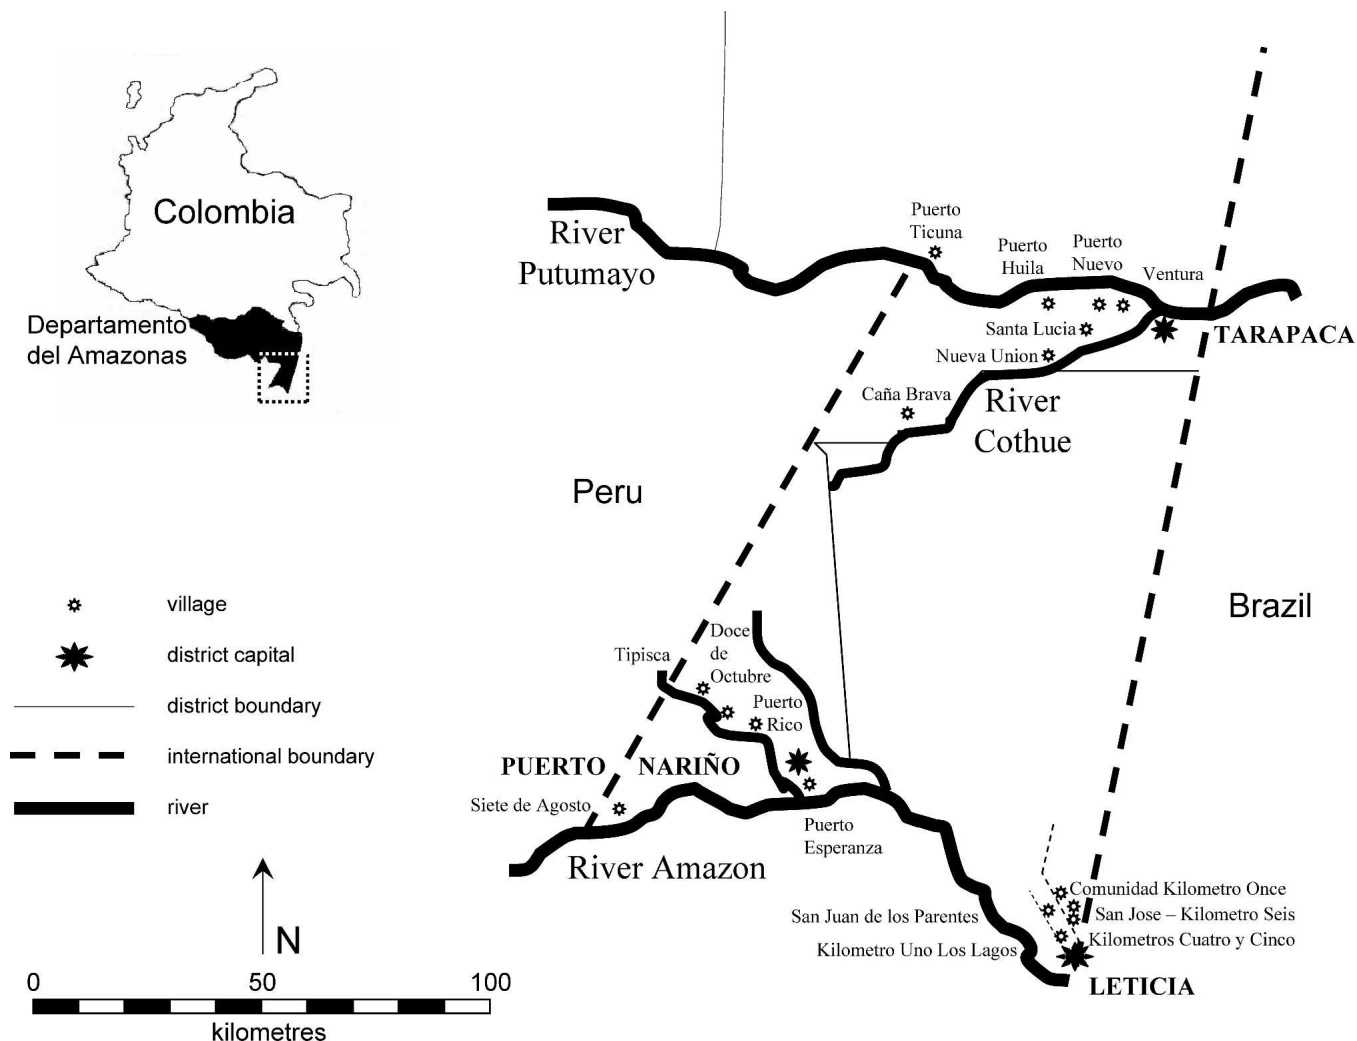 Colombia
Departamento
del Amazonas
River
Putumayo
Puerto
Ticuna
Puerto
Huila
Puerto
Nuevo
Ventura
TARAPACA
Santa Lucia
Nueva Union
Caña Brava
River
Cothue
Peru
Brazil
Tipisca
Doce
de
Octubre
Puerto
Rico
PUERTO NARIÑO
Siete de Agosto
Puerto
Esperanza
River Amazon
Comunidad Kilometro Once
San Juan de los Parentes
San Jose – Kilometro Seis
Kilometro Uno Los Lagos
Kilometros Cuatro y Cinco
LETICIA
village
district capital
district boundary
international boundary
river
N
0 50 100
kilometres